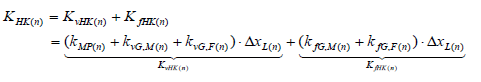 K_{HK(n)} = K_{vHK(n)} + K_{fHK(n)}
= (k_{MP(n)} + k_{vG,M(n)} + k_{vG,F(n)}) · Δx_{L(n)} + (k_{fG,M(n)} + k_{fG,F(n)}) · Δx_{L(n)}
K_{vHK(n)} K_{fHK(n)}